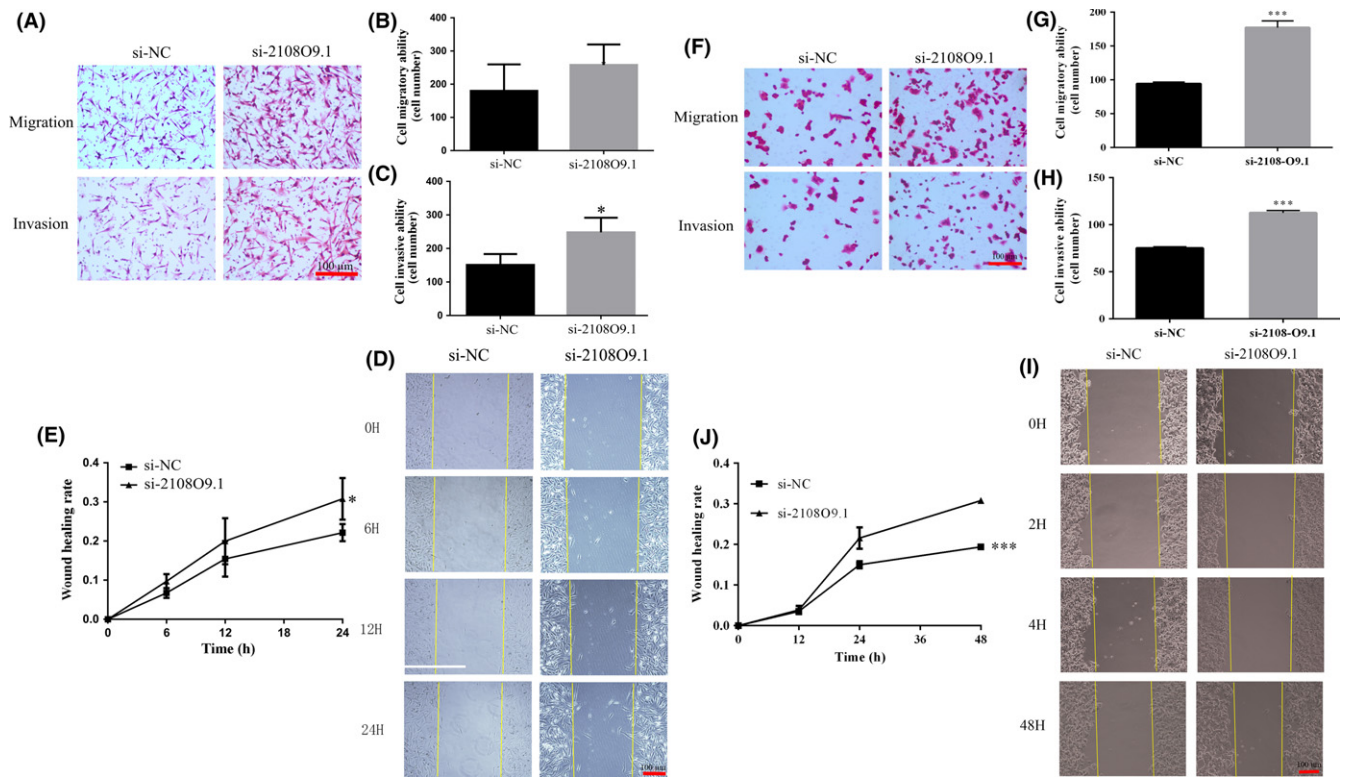 (A)
si-NC
si-2108O9.1
Migration
Invasion
100 μm
(B)
Cell migratory ability
(cell number)
400
300
200
100
0
si-NC
si-2108O9.1
(C)
Cell invasive ability
(cell number)
400
300
200
100
0
*
si-NC
si-2108O9.1
(D)
si-NC
si-2108O9.1
0H
6H
12H
24H
100 μm
(E)
Wound healing rate
0.4
0.3
0.2
0.1
0.0
si-NC
si-2108O9.1
*
0
6
12
18
24
Time (h)
(F)
si-NC
si-2108O9.1
Migration
Invasion
100μm
(G)
Cell migratory ability
(cell number)
200
150
100
50
0
***
si-NC
si-2108-O9.1
(H)
Cell invasive ability
(cell number)
150
100
50
0
***
si-NC
si-2108-O9.1
(I)
si-NC
si-2108O9.1
0H
2H
4H
48H
100 μm
(J)
Wound healing rate
0.4
0.3
0.2
0.1
0.0
si-NC
si-2108O9.1
***
0
12
24
36
48
Time (h)